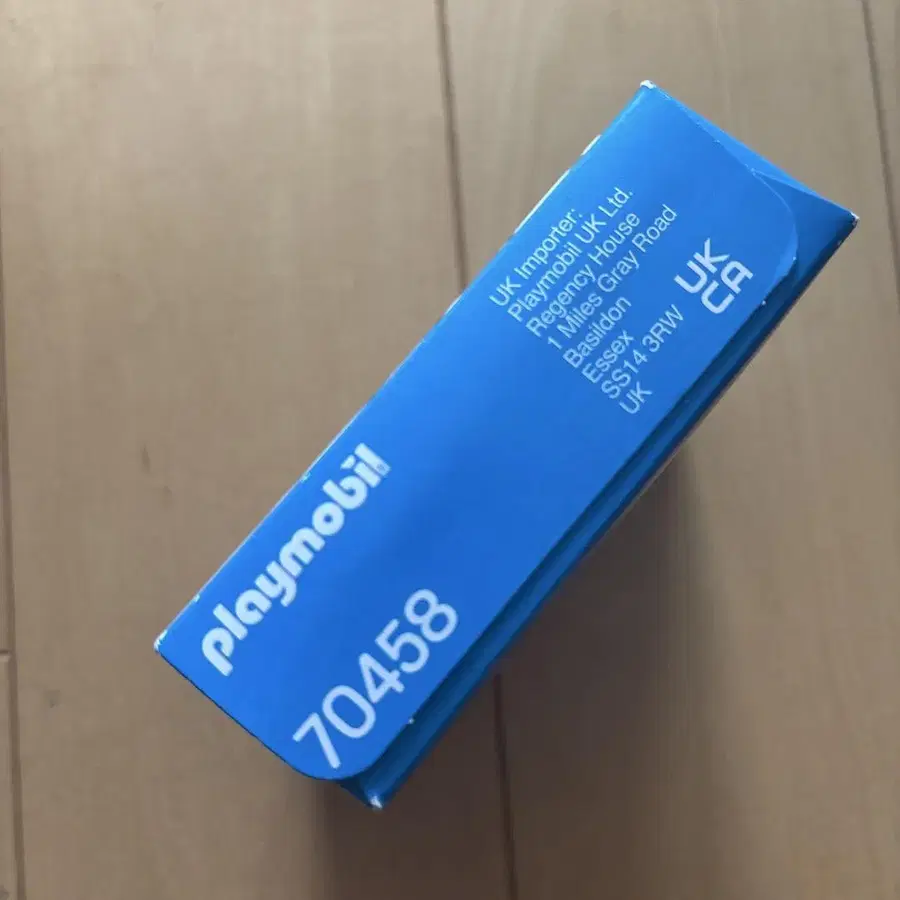 UK Importer:
Playmobil UK Ltd.
Regency House
1 Miles Gray Road
Basildon
Essex
SS14 3RW
UK
UK
CA
playmobil®
70458